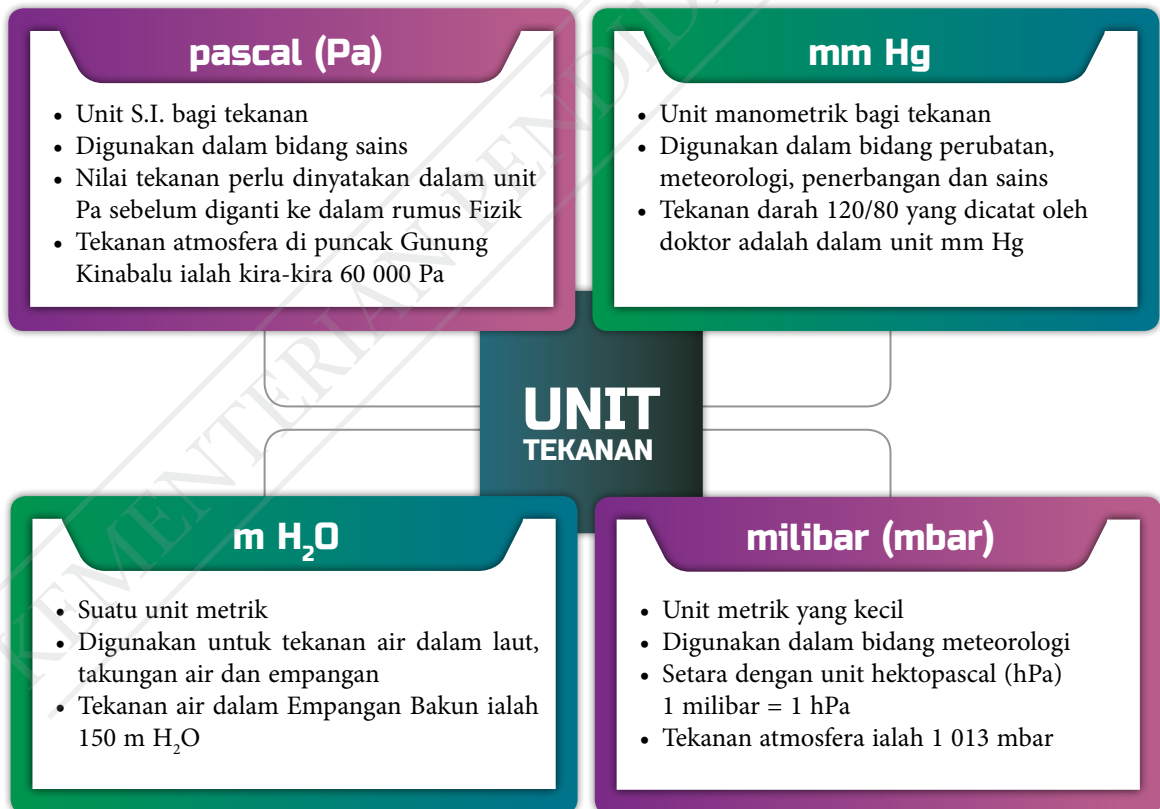 pascal (Pa)
• Unit S.I. bagi tekanan
• Digunakan dalam bidang sains
• Nilai tekanan perlu dinyatakan dalam unit
Pa sebelum diganti ke dalam rumus Fizik
• Tekanan atmosfera di puncak Gunung
Kinabalu ialah kira-kira 60 000 Pa
mm Hg
• Unit manometrik bagi tekanan
• Digunakan dalam bidang perubatan,
meteorologi, penerbangan dan sains
• Tekanan darah 120/80 yang dicatat oleh
doktor adalah dalam unit mm Hg
UNIT
TEKANAN
m H₂O
• Suatu unit metrik
• Digunakan untuk tekanan air dalam laut,
takungan air dan empangan
• Tekanan air dalam Empangan Bakun ialah
150 m H₂O
milibar (mbar)
• Unit metrik yang kecil
• Digunakan dalam bidang meteorologi
• Setara dengan unit hektopascal (hPa)
1 milibar = 1 hPa
• Tekanan atmosfera ialah 1 013 mbar